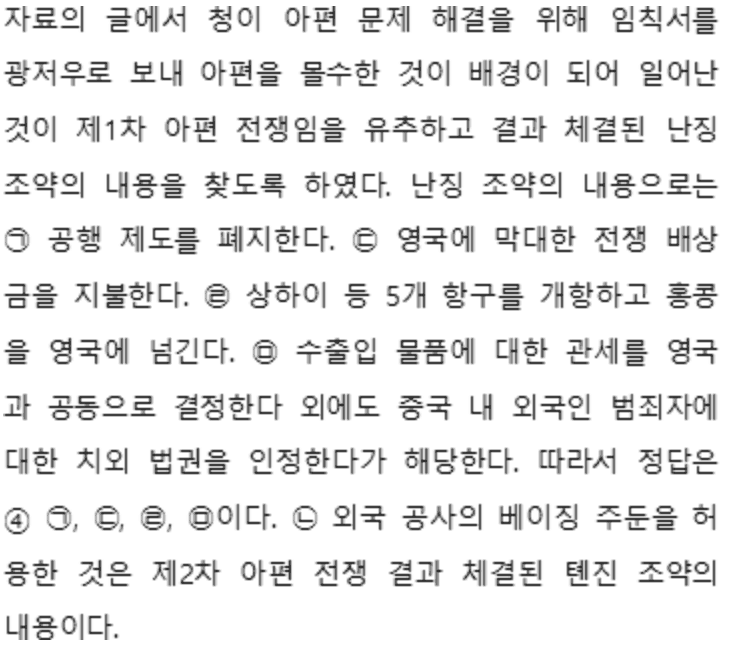 자료의 글에서 청이 아편 문제 해결을 위해 임칙서를
광저우로 보내 아편을 몰수한 것이 배경이 되어 일어난
것이 제1차 아편 전쟁임을 유추하고 결과 체결된 난징
조약의 내용을 찾도록 하였다. 난징 조약의 내용으로는
㉠ 공행 제도를 폐지한다. ㉢ 영국에 막대한 전쟁 배상
금을 지불한다. ㉣ 상하이 등 5개 항구를 개항하고 홍콩
을 영국에 넘긴다. ㉤ 수출입 물품에 대한 관세를 영국
과 공동으로 결정한다 외에도 중국 내 외국인 범죄자에
대한 치외 법권을 인정한다가 해당한다. 따라서 정답은
④ ㉠, ㉢, ㉣, ㉤이다. ㉡ 외국 공사의 베이징 주둔을 허
용한 것은 제2차 아편 전쟁 결과 체결된 톈진 조약의
내용이다.